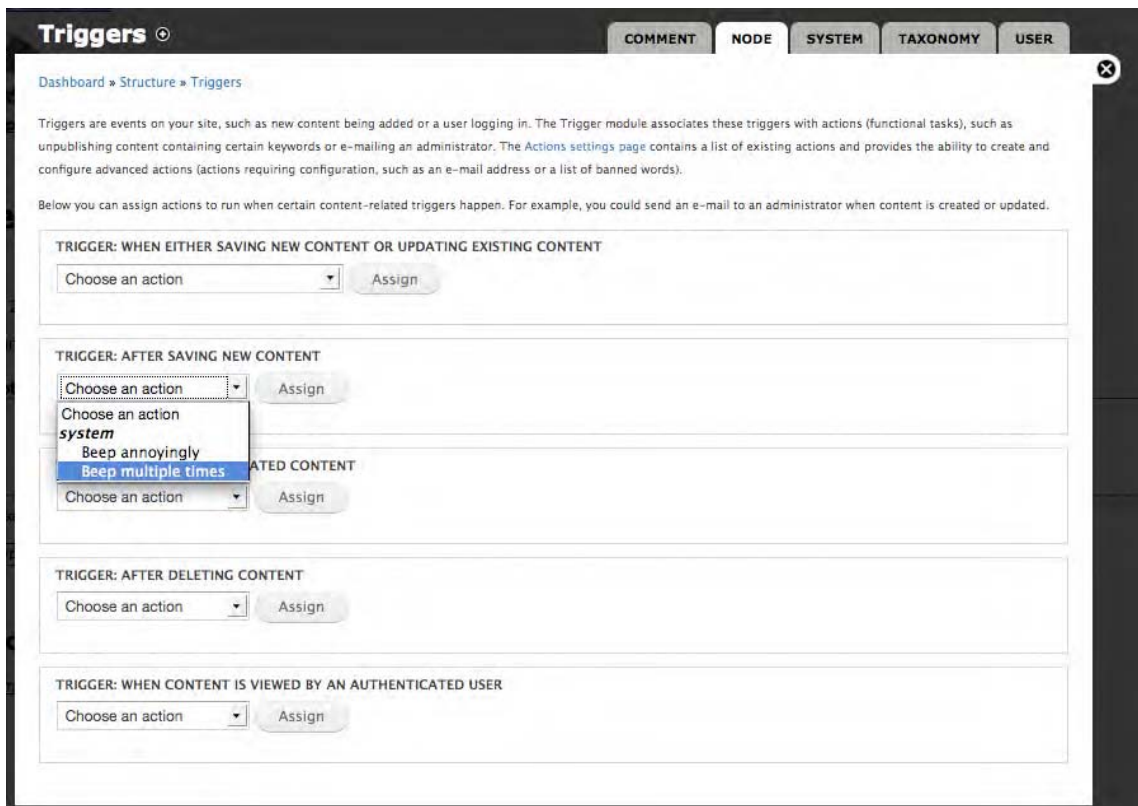 Triggers
COMMENT NODE SYSTEM TAXONOMY USER
Dashboard » Structure » Triggers
Triggers are events on your site, such as new content being added or a user logging in. The Trigger module associates these triggers with actions (functional tasks), such as
unpublishing content containing certain keywords or e-mailing an administrator. The Actions settings page contains a list of existing actions and provides the ability to create and
configure advanced actions (actions requiring configuration, such as an e-mail address or a list of banned words).
Below you can assign actions to run when certain content-related triggers happen. For example, you could send an e-mail to an administrator when content is created or updated.
TRIGGER: WHEN EITHER SAVING NEW CONTENT OR UPDATING EXISTING CONTENT
Choose an action Assign
TRIGGER: AFTER SAVING NEW CONTENT
Choose an action Assign
Choose an action
system
Beep annoyingly
Beep multiple times
ATED CONTENT
Choose an action Assign
TRIGGER: AFTER DELETING CONTENT
Choose an action Assign
TRIGGER: WHEN CONTENT IS VIEWED BY AN AUTHENTICATED USER
Choose an action Assign